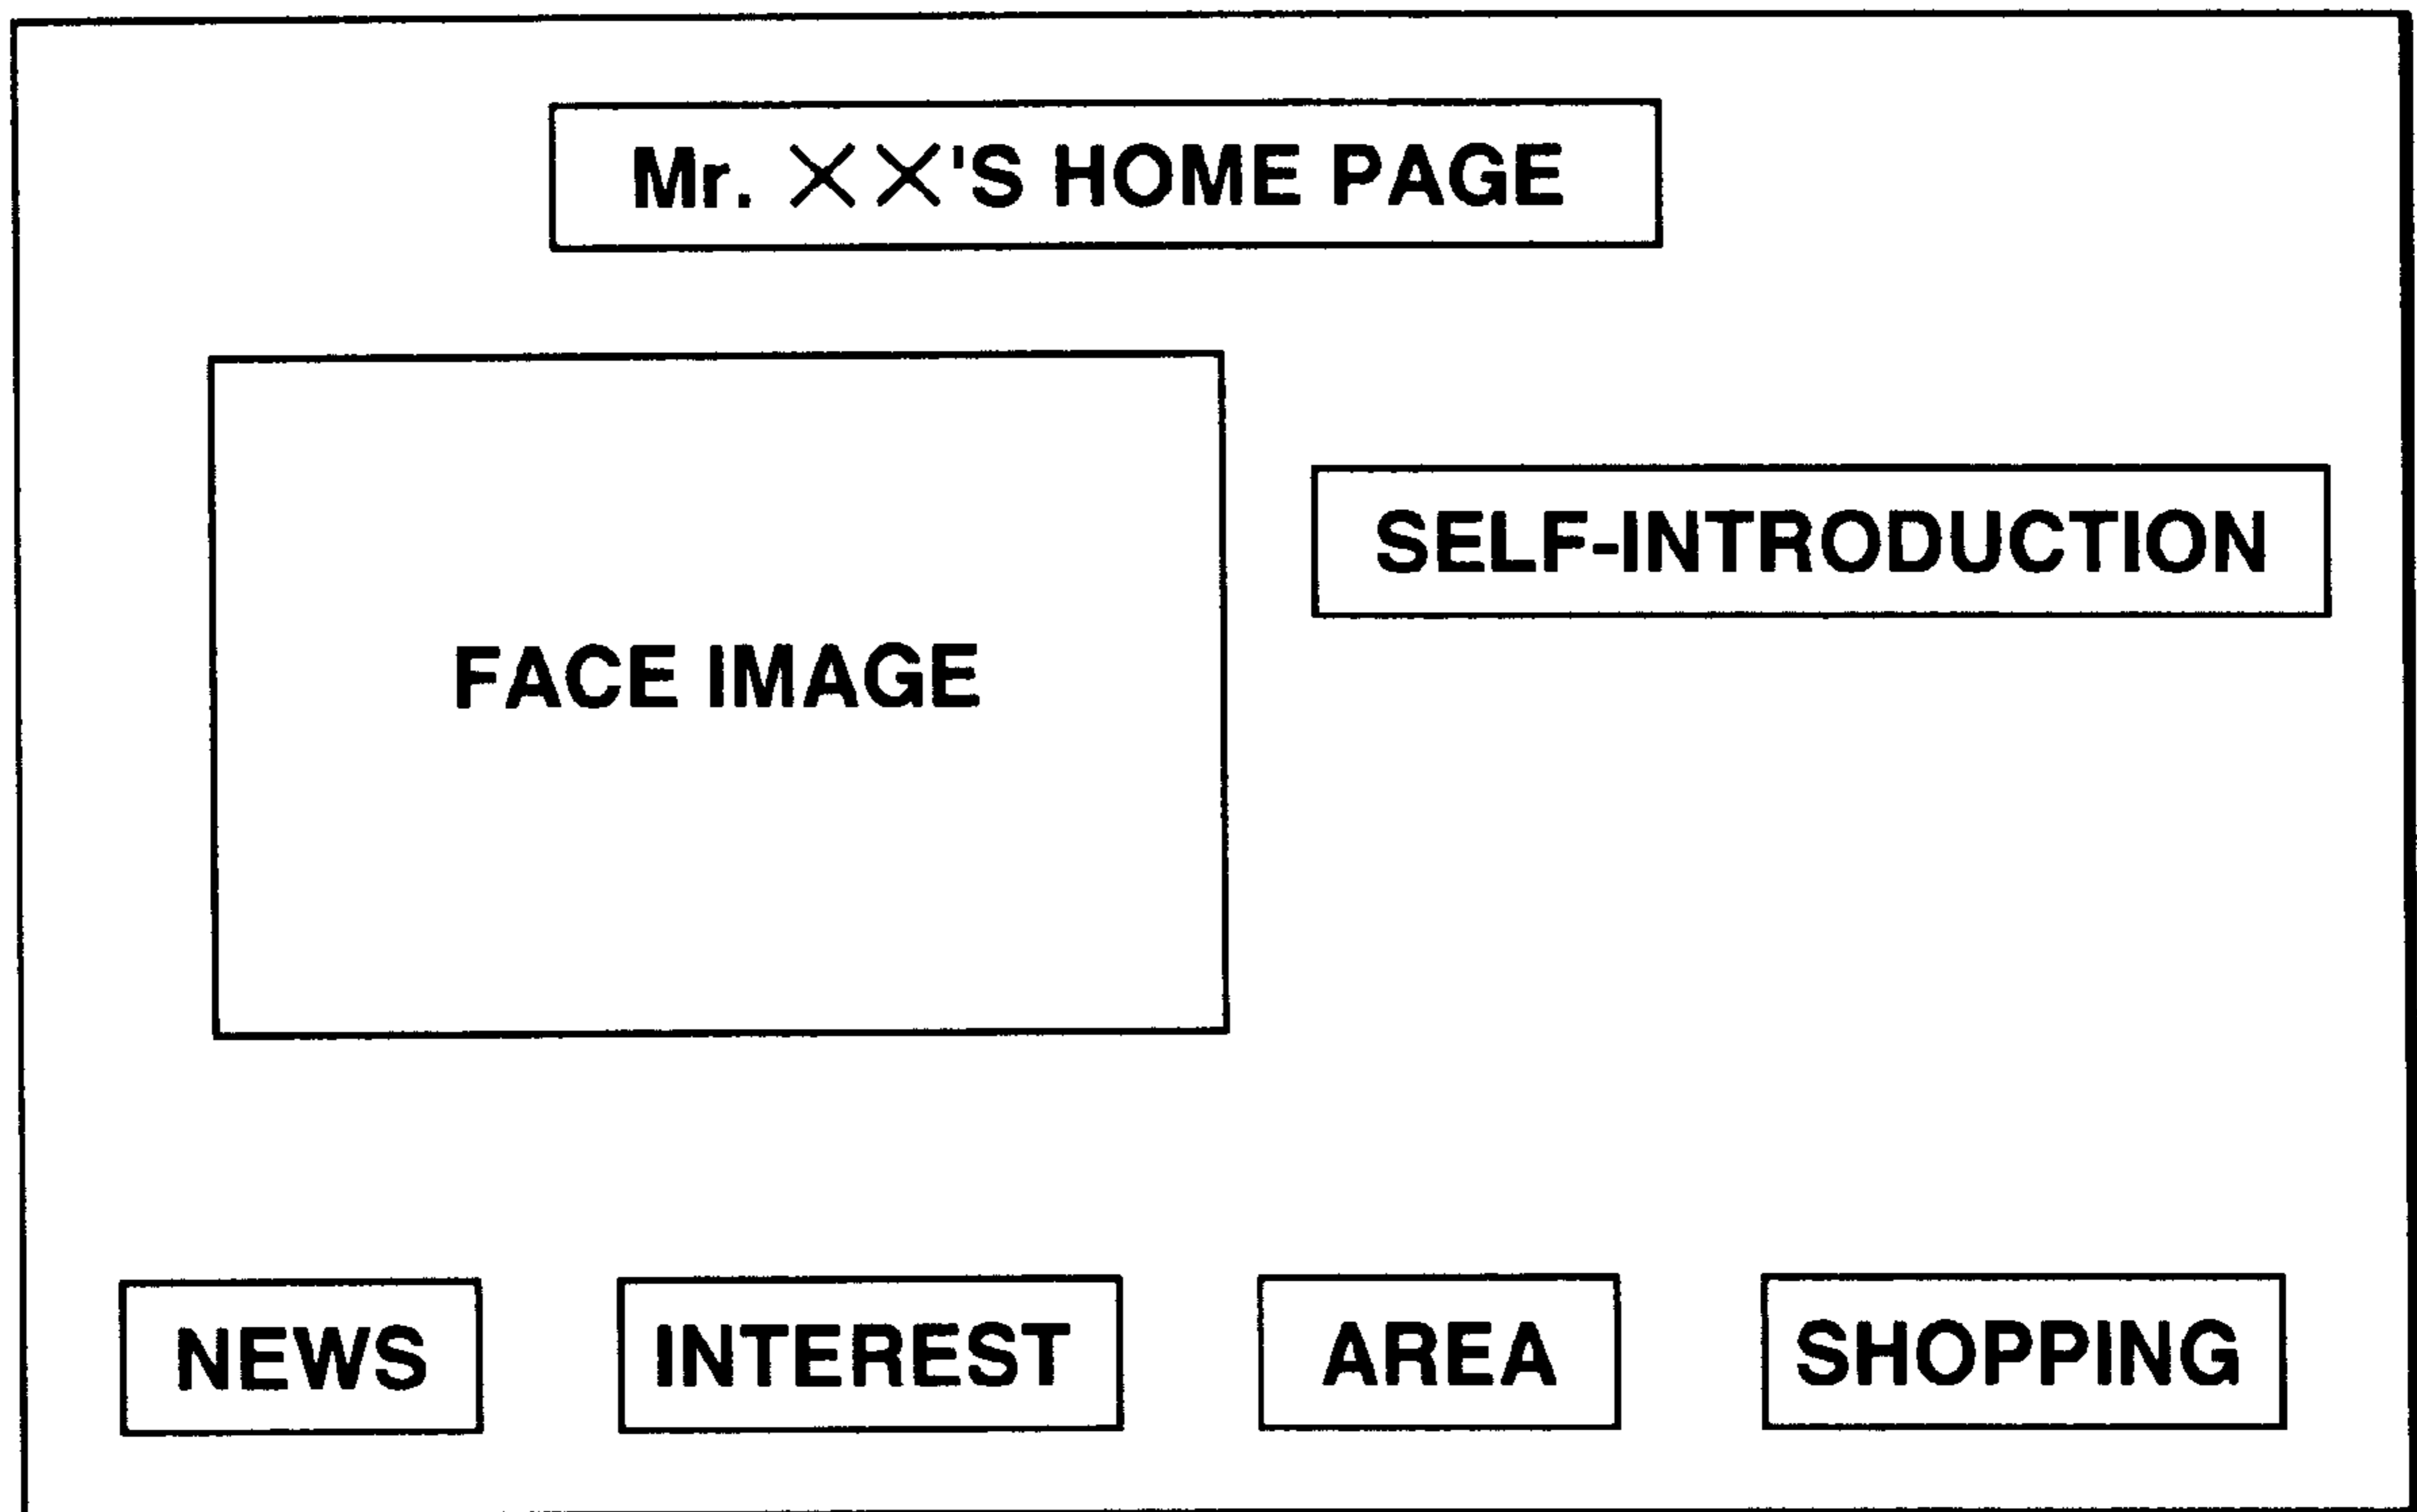 Mr. ××'S HOME PAGE
SELF-INTRODUCTION
FACE IMAGE
NEWS INTEREST AREA SHOPPING